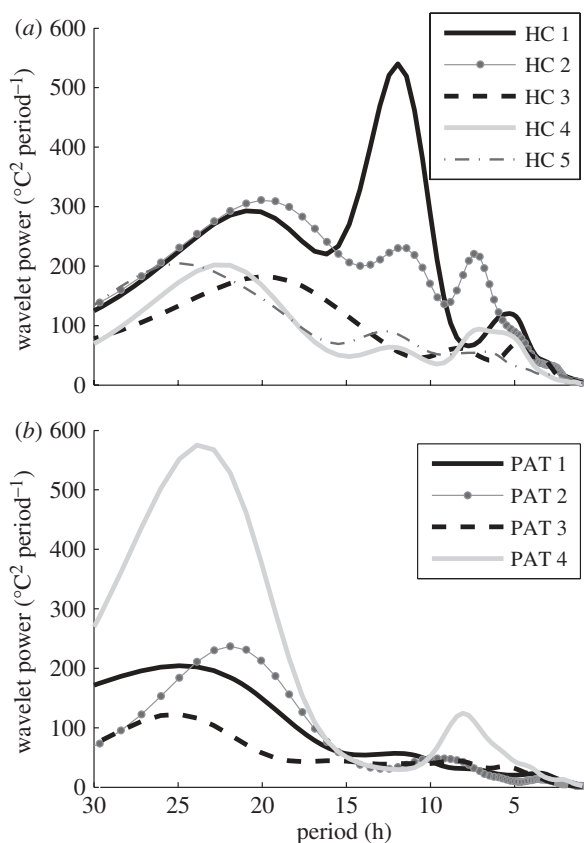 (a)
600
500
400
300
200
100
0
wavelet power (°C² period⁻¹)
HC 1
HC 2
HC 3
HC 4
HC 5
(b)
600
500
400
300
200
100
0
wavelet power (°C² period⁻¹)
PAT 1
PAT 2
PAT 3
PAT 4
30 25 20 15 10 5
period (h)